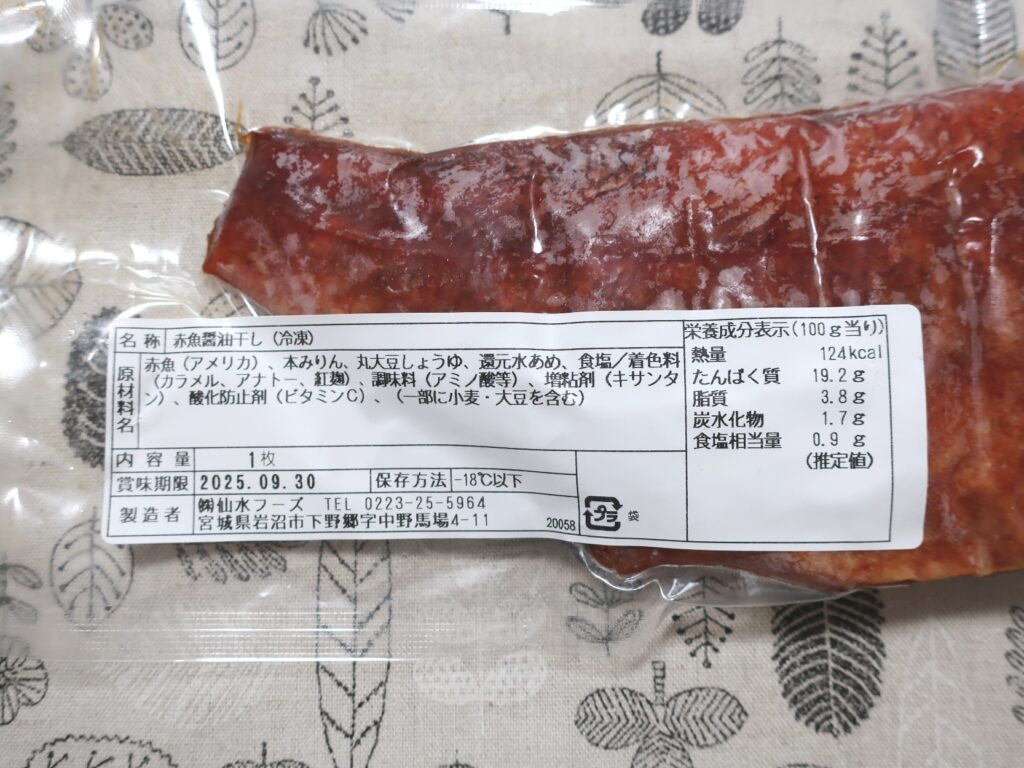 名称 赤魚醤油干し（冷凍）
原材料名 赤魚（アメリカ）、本みりん、丸大豆しょうゆ、還元水あめ、食塩／着色料
（カラメル、アナトー、紅麹）、調味料（アミノ酸等）、増粘剤（キサンタ
ン）、酸化防止剤（ビタミンC）、（一部に小麦・大豆を含む）
内容量 1枚
賞味期限 2025.09.30 保存方法 -18℃以下
製造者 ㈱仙水フーズ TEL 0223-25-5964
宮城県岩沼市下野郷字中野馬場4-11
20058
プラ 袋
栄養成分表示(100g当り)
熱量 124kcal
たんぱく質 19.2g
脂質 3.8g
炭水化物 1.7g
食塩相当量 0.9g
(推定値)